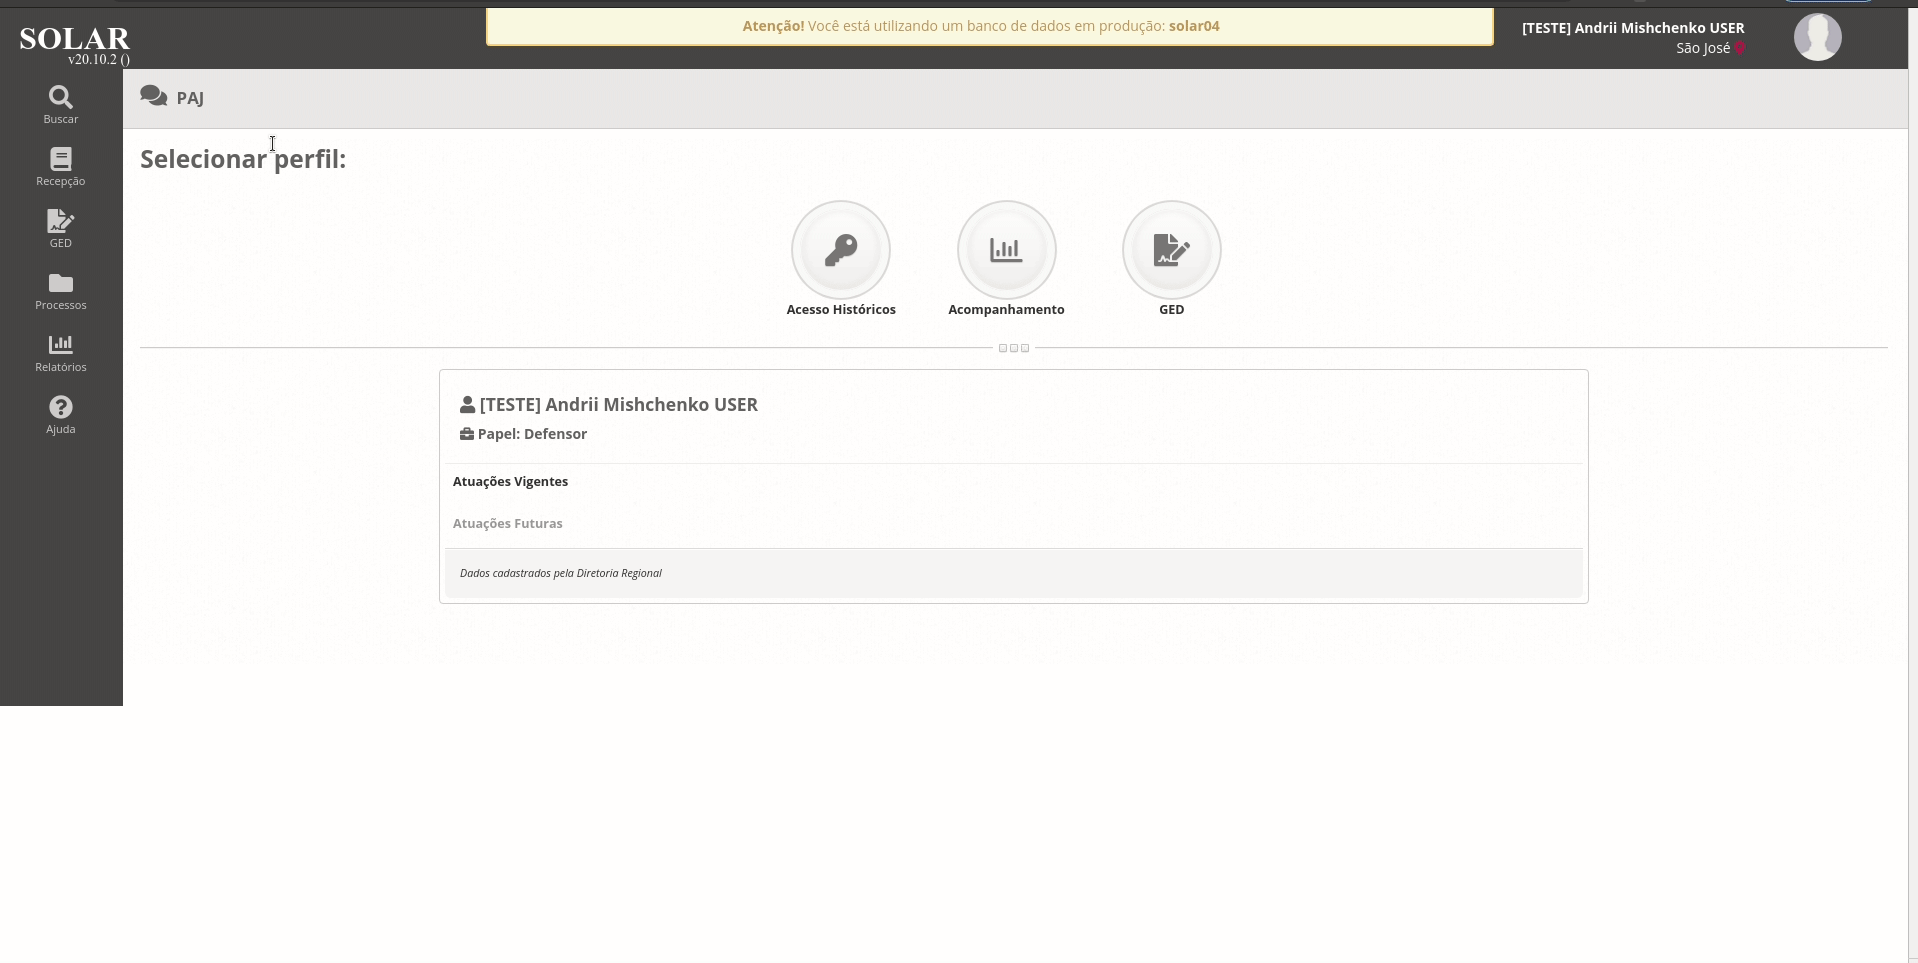 Atenção! Você está utilizando um banco de dados em produção: solar04
[TESTE] Andrii Mishchenko USER
São José
SOLAR
v20.10.2 ()
Buscar
Recepção
GED
Processos
Relatórios
Ajuda
PAJ
Selecionar perfil:
Acesso Históricos
Acompanhamento
GED
[TESTE] Andrii Mishchenko USER
Papel: Defensor
Atuações Vigentes
Atuações Futuras
Dados cadastrados pela Diretoria Regional